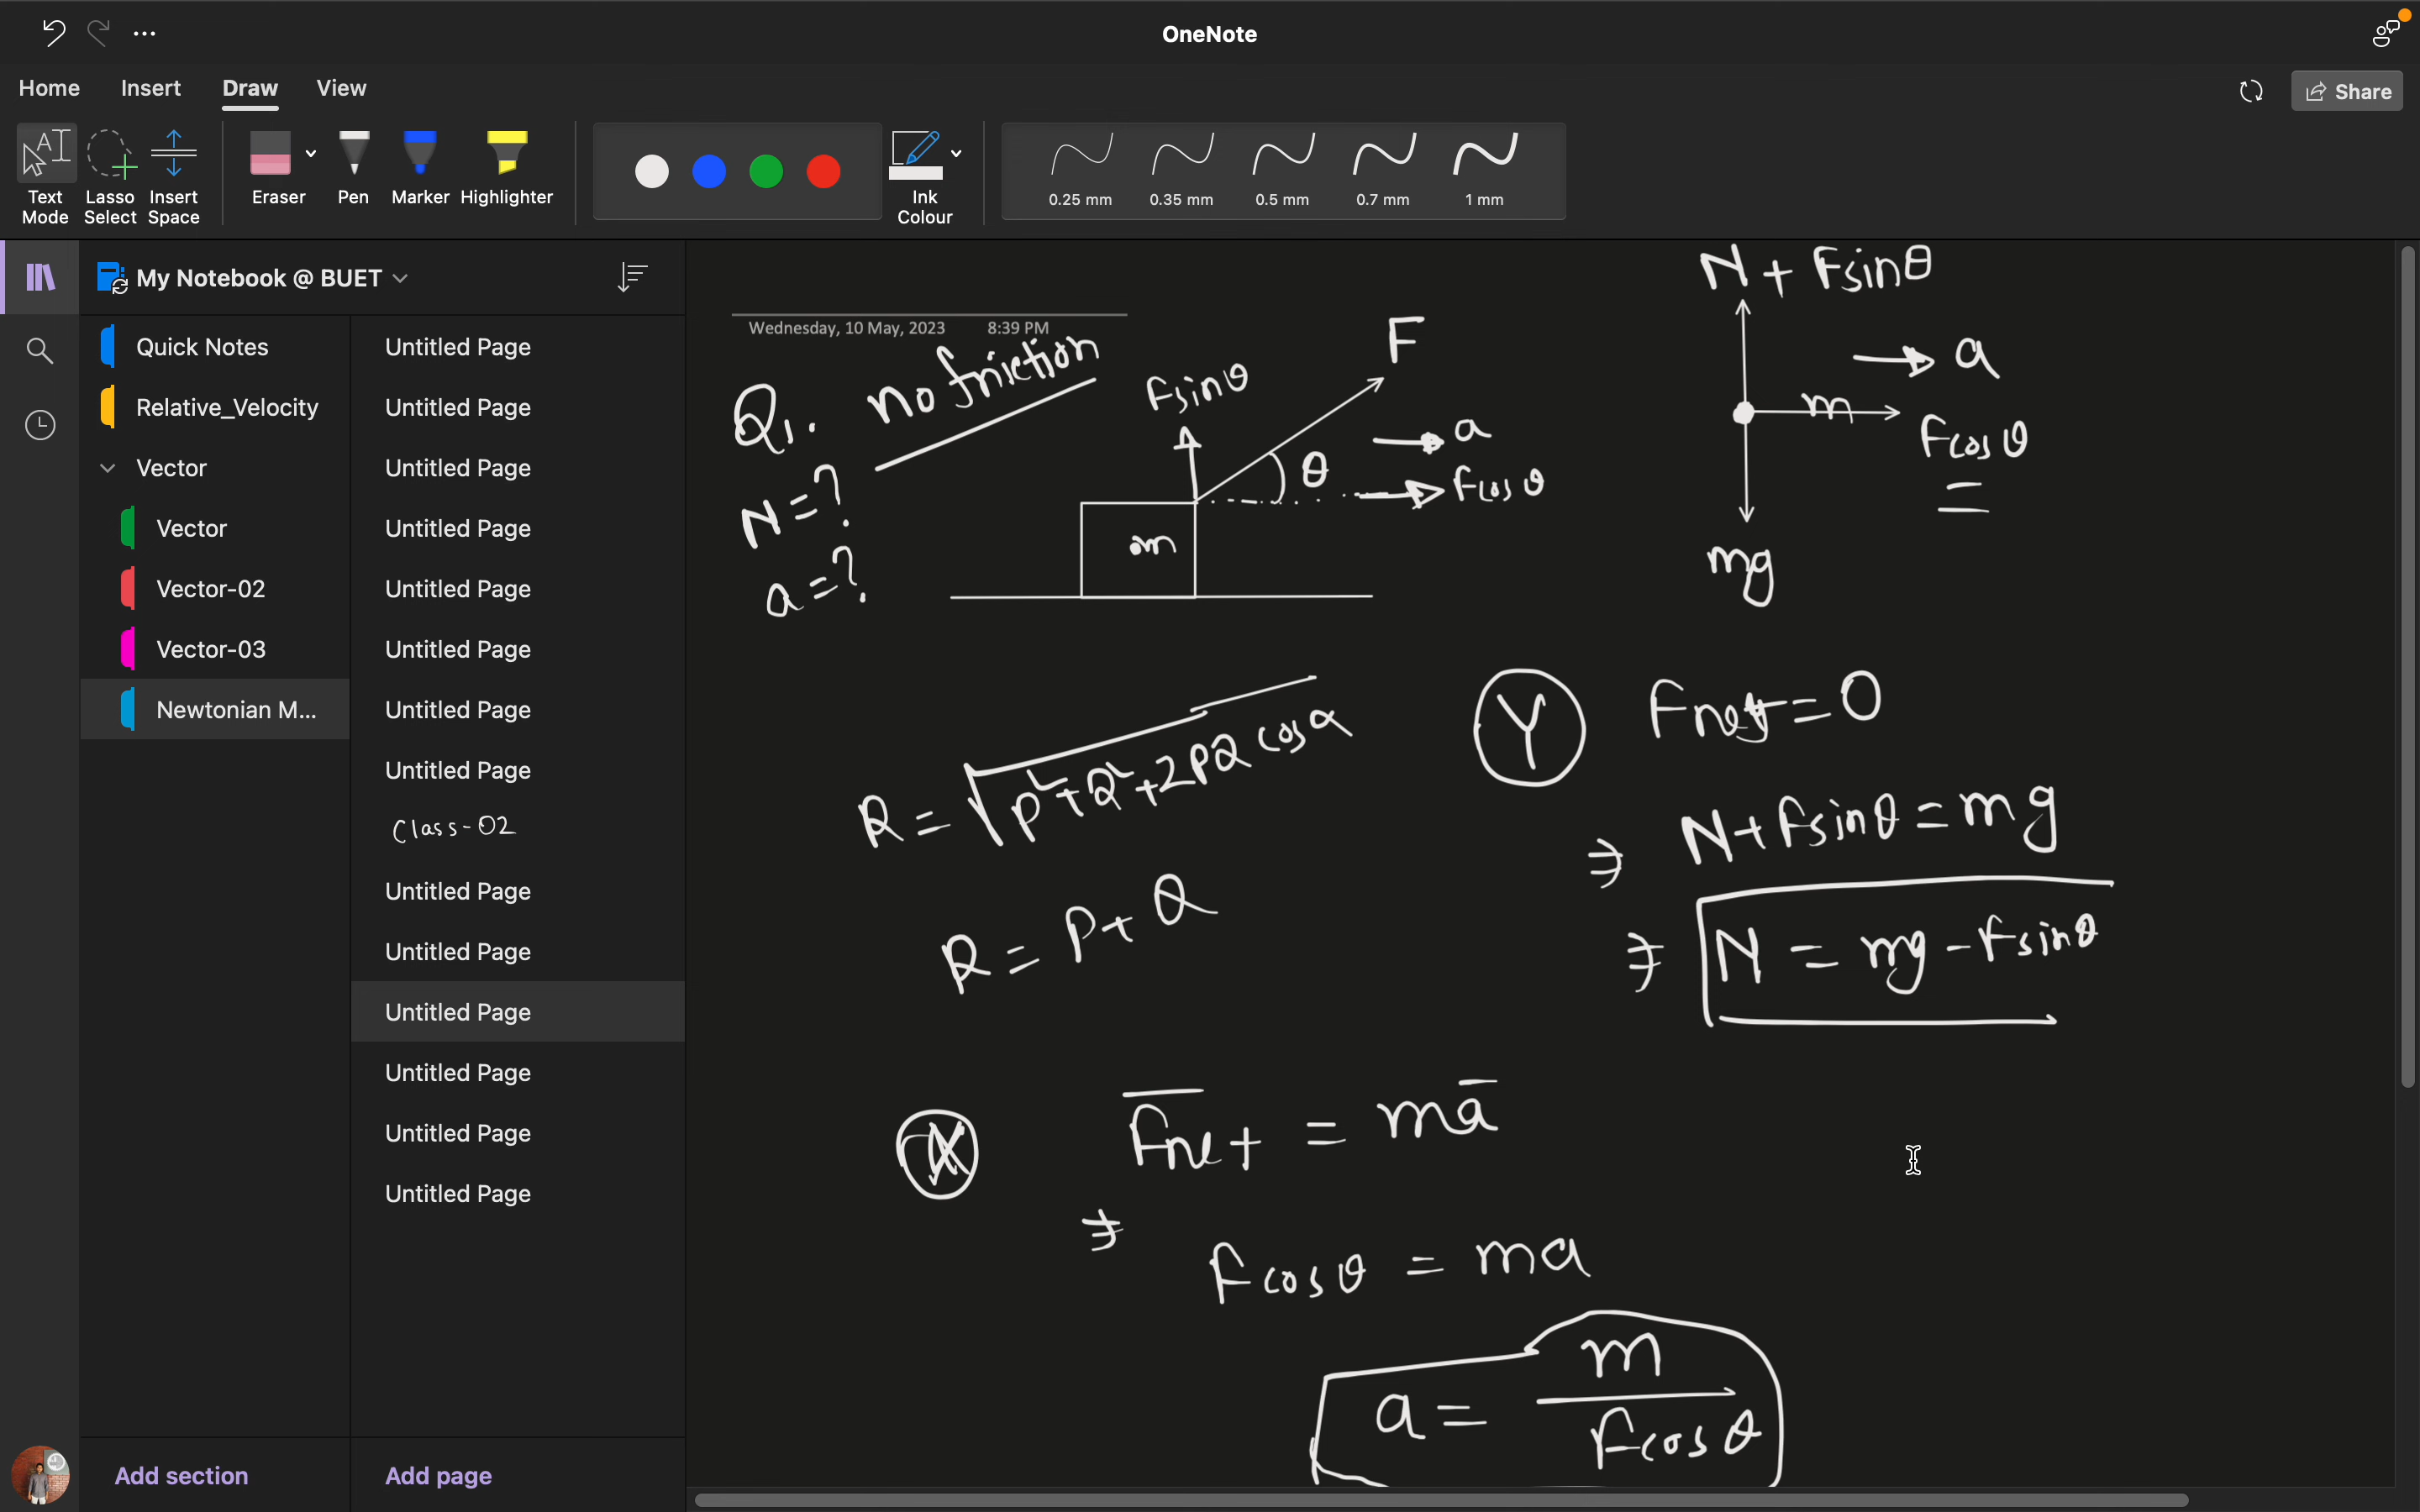 OneNote
Home Insert Draw View
Share
Text Mode
Lasso Select
Insert Space
Eraser
Pen
Marker
Highlighter
Ink Colour
0.25 mm
0.35 mm
0.5 mm
0.7 mm
1 mm
My Notebook @ BUET
Quick Notes
Relative_Velocity
Vector
Vector
Vector-02
Vector-03
Newtonian M...
Add section
Untitled Page
Untitled Page
Untitled Page
Untitled Page
Untitled Page
Untitled Page
Untitled Page
Untitled Page
Class-02
Untitled Page
Untitled Page
Untitled Page
Untitled Page
Untitled Page
Untitled Page
Add page
Wednesday, 10 May, 2023 8:39 PM
Q1. no friction
N=?
a=?
Fsinθ
F
θ
a
Fcosθ
m
N + Fsinθ
a
m
Fcosθ
mg
R = √P²+Q²+2PQ cosα
R = P+Q
Y Fnety=0
⇒ N+Fsinθ = mg
⇒ N = mg - Fsinθ
X F̅net = ma̅
⇒
Fcosθ = ma
a = m/Fcosθ